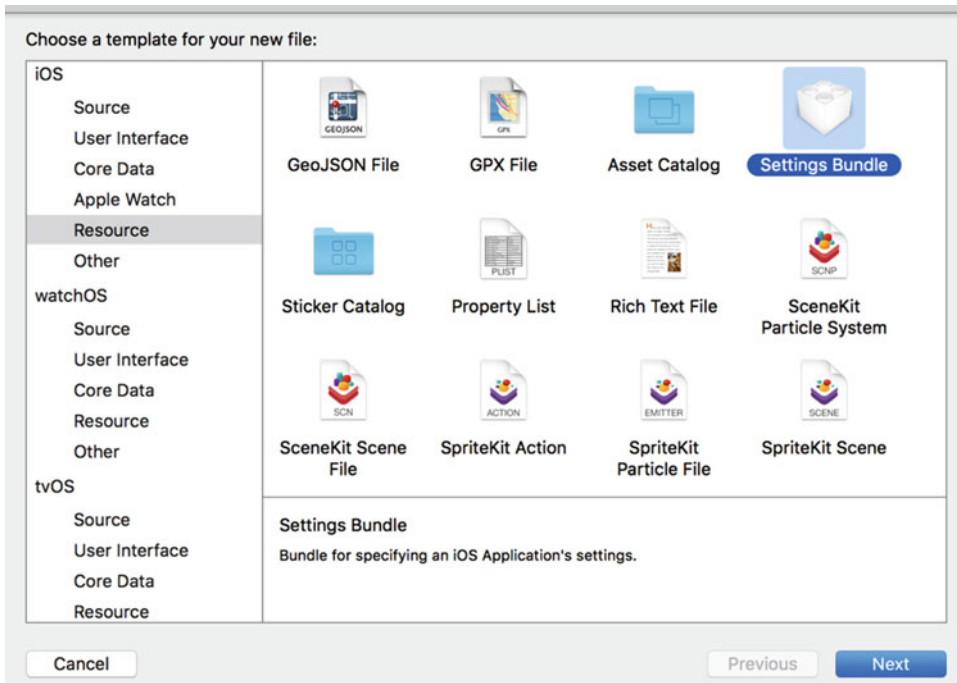 Choose a template for your new file:
iOS
Source
User Interface
Core Data
Apple Watch
Resource
Other
watchOS
Source
User Interface
Core Data
Resource
Other
tvOS
Source
User Interface
Core Data
Resource
GEOJSON
GPX
GeoJSON File
GPX File
Asset Catalog
Settings Bundle
PLIST
SCNP
Sticker Catalog
Property List
Rich Text File
SceneKit
Particle System
SCN
ACTION
EMITTER
SCENE
SceneKit Scene
File
SpriteKit Action
SpriteKit
Particle File
SpriteKit Scene
Settings Bundle
Bundle for specifying an iOS Application's settings.
Cancel
Previous
Next